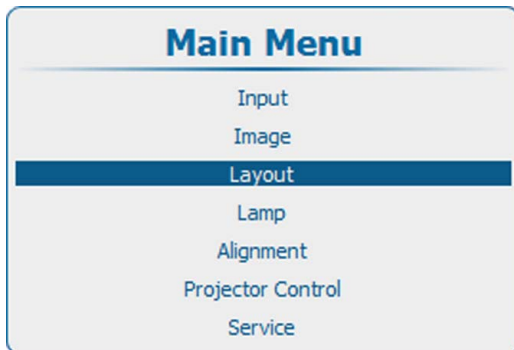 Main Menu
Input
Image
Layout
Lamp
Alignment
Projector Control
Service